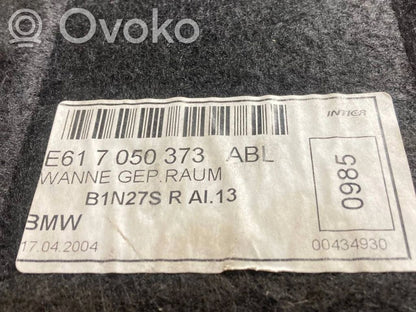 Ovoko
INTIER
E61 7 050 373 ABL
WANNE GEP.RAUM
B1N27S R AI.13
0985
BMW
17.04.2004
00434930